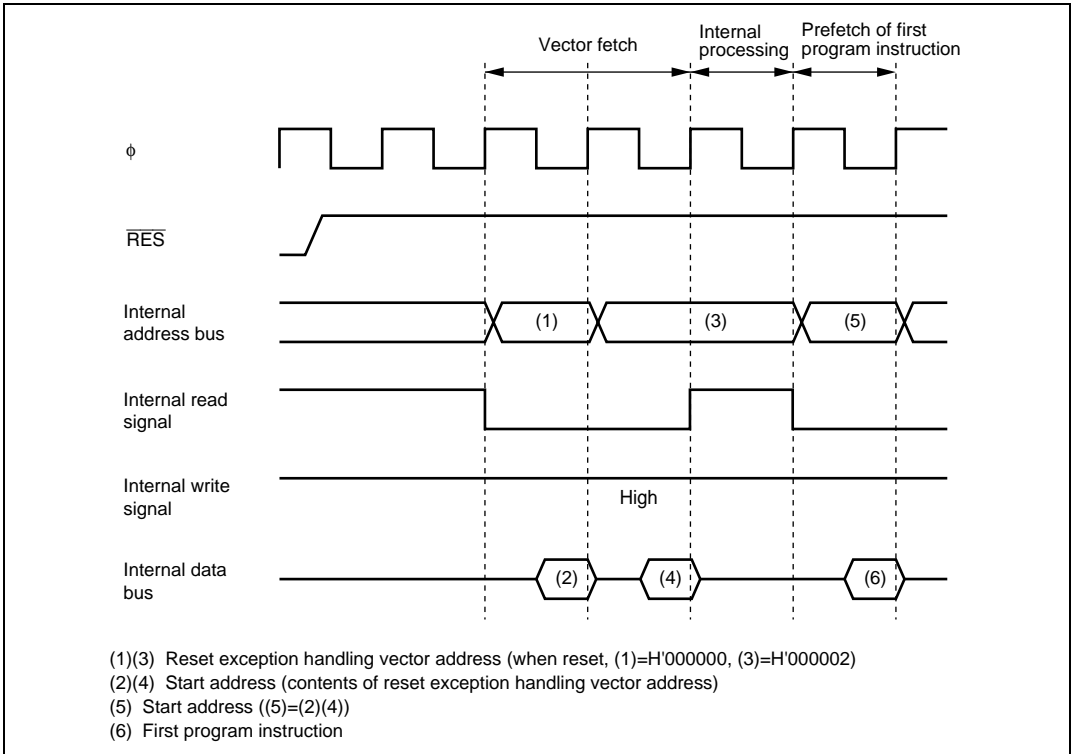 Vector fetch
Internal
processing
Prefetch of first
program instruction
ϕ
RES
Internal
address bus
(1)
(3)
(5)
Internal read
signal
Internal write
signal
High
Internal data
bus
(2)
(4)
(6)
(1)(3) Reset exception handling vector address (when reset, (1)=H'000000, (3)=H'000002)
(2)(4) Start address (contents of reset exception handling vector address)
(5) Start address ((5)=(2)(4))
(6) First program instruction